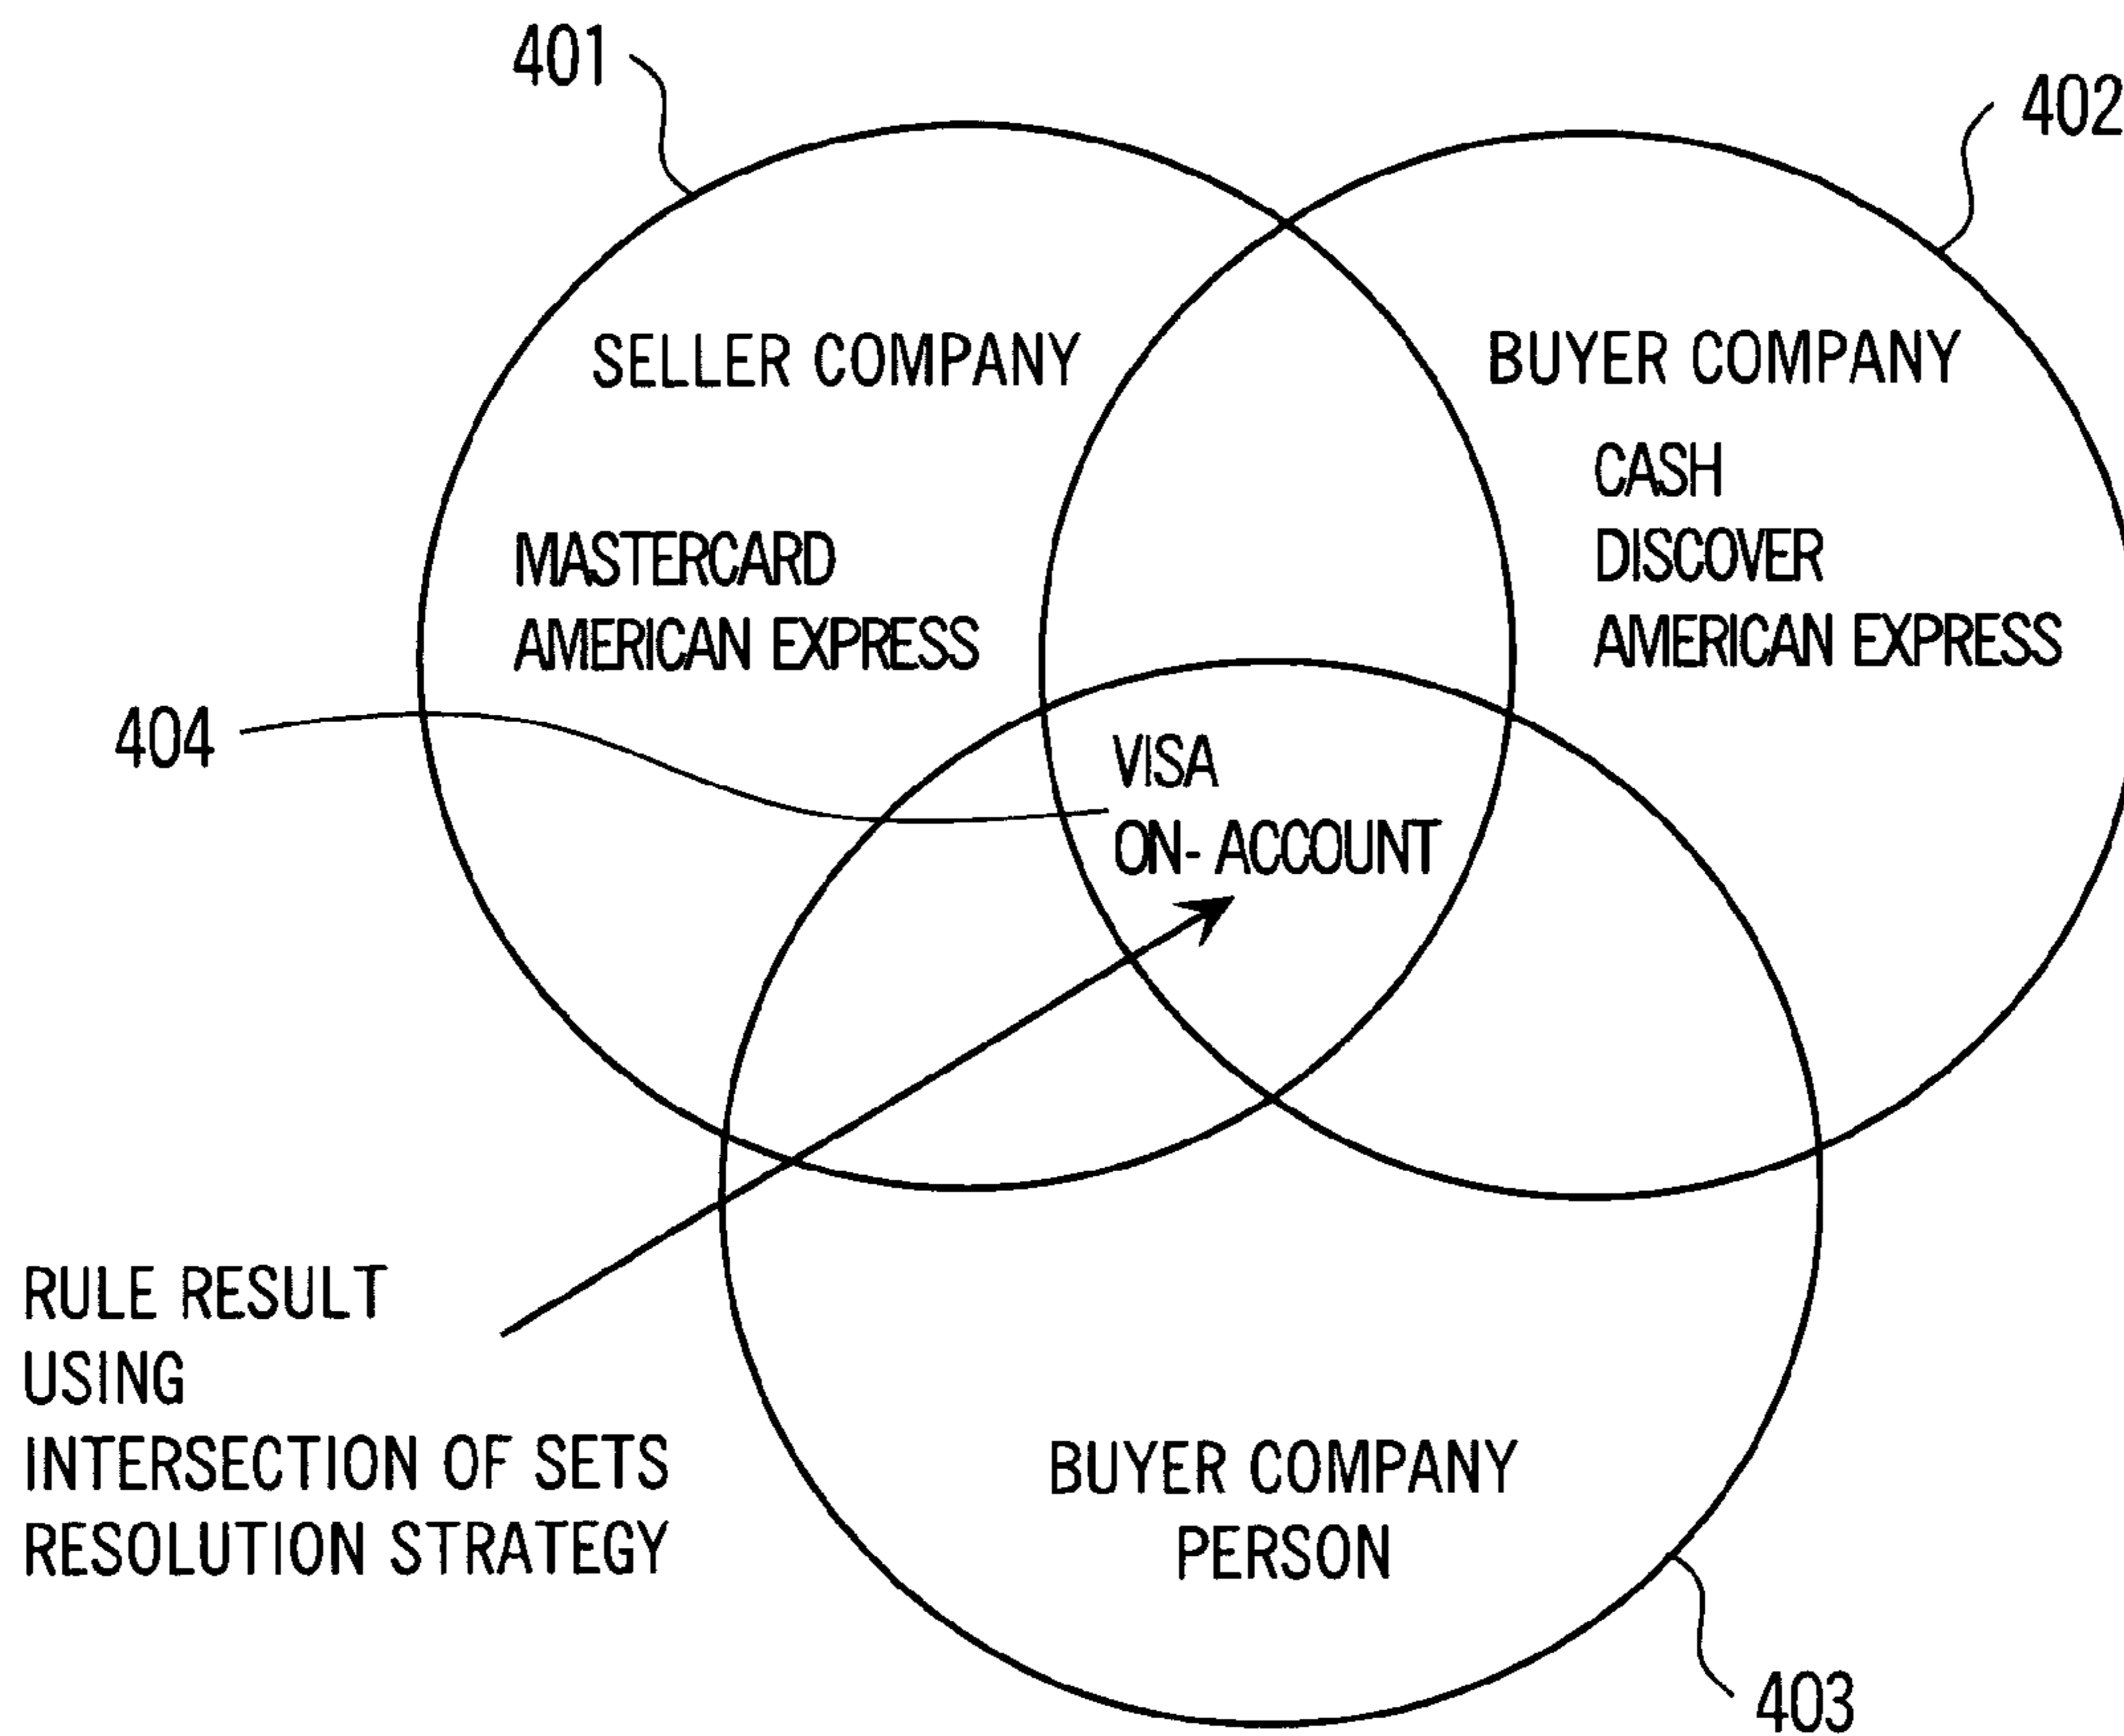 401
402
SELLER COMPANY
BUYER COMPANY
CASH
DISCOVER
AMERICAN EXPRESS
MASTERCARD
AMERICAN EXPRESS
404
VISA
ON- ACCOUNT
RULE RESULT
USING
INTERSECTION OF SETS
RESOLUTION STRATEGY
BUYER COMPANY
PERSON
403